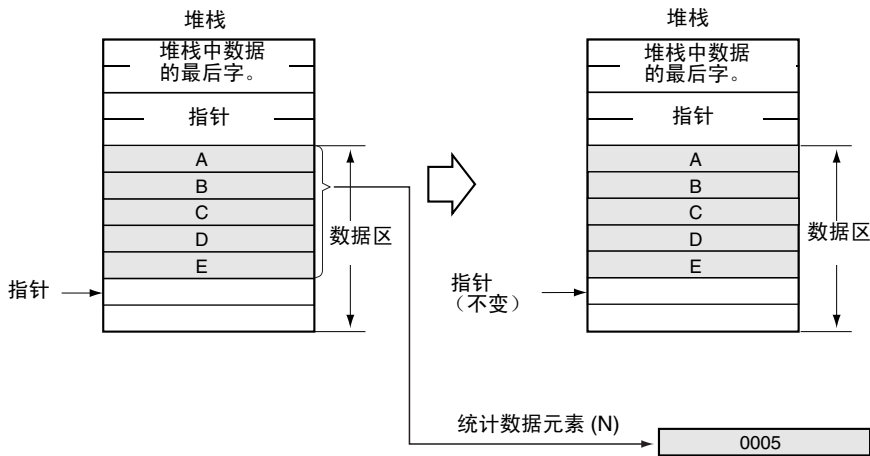 堆栈
堆栈中数据
的最后字。
指针
A
B
C
D
E
数据区
指针
堆栈
堆栈中数据
的最后字。
指针
A
B
C
D
E
数据区
指针
（不变）
统计数据元素 (N)
0005